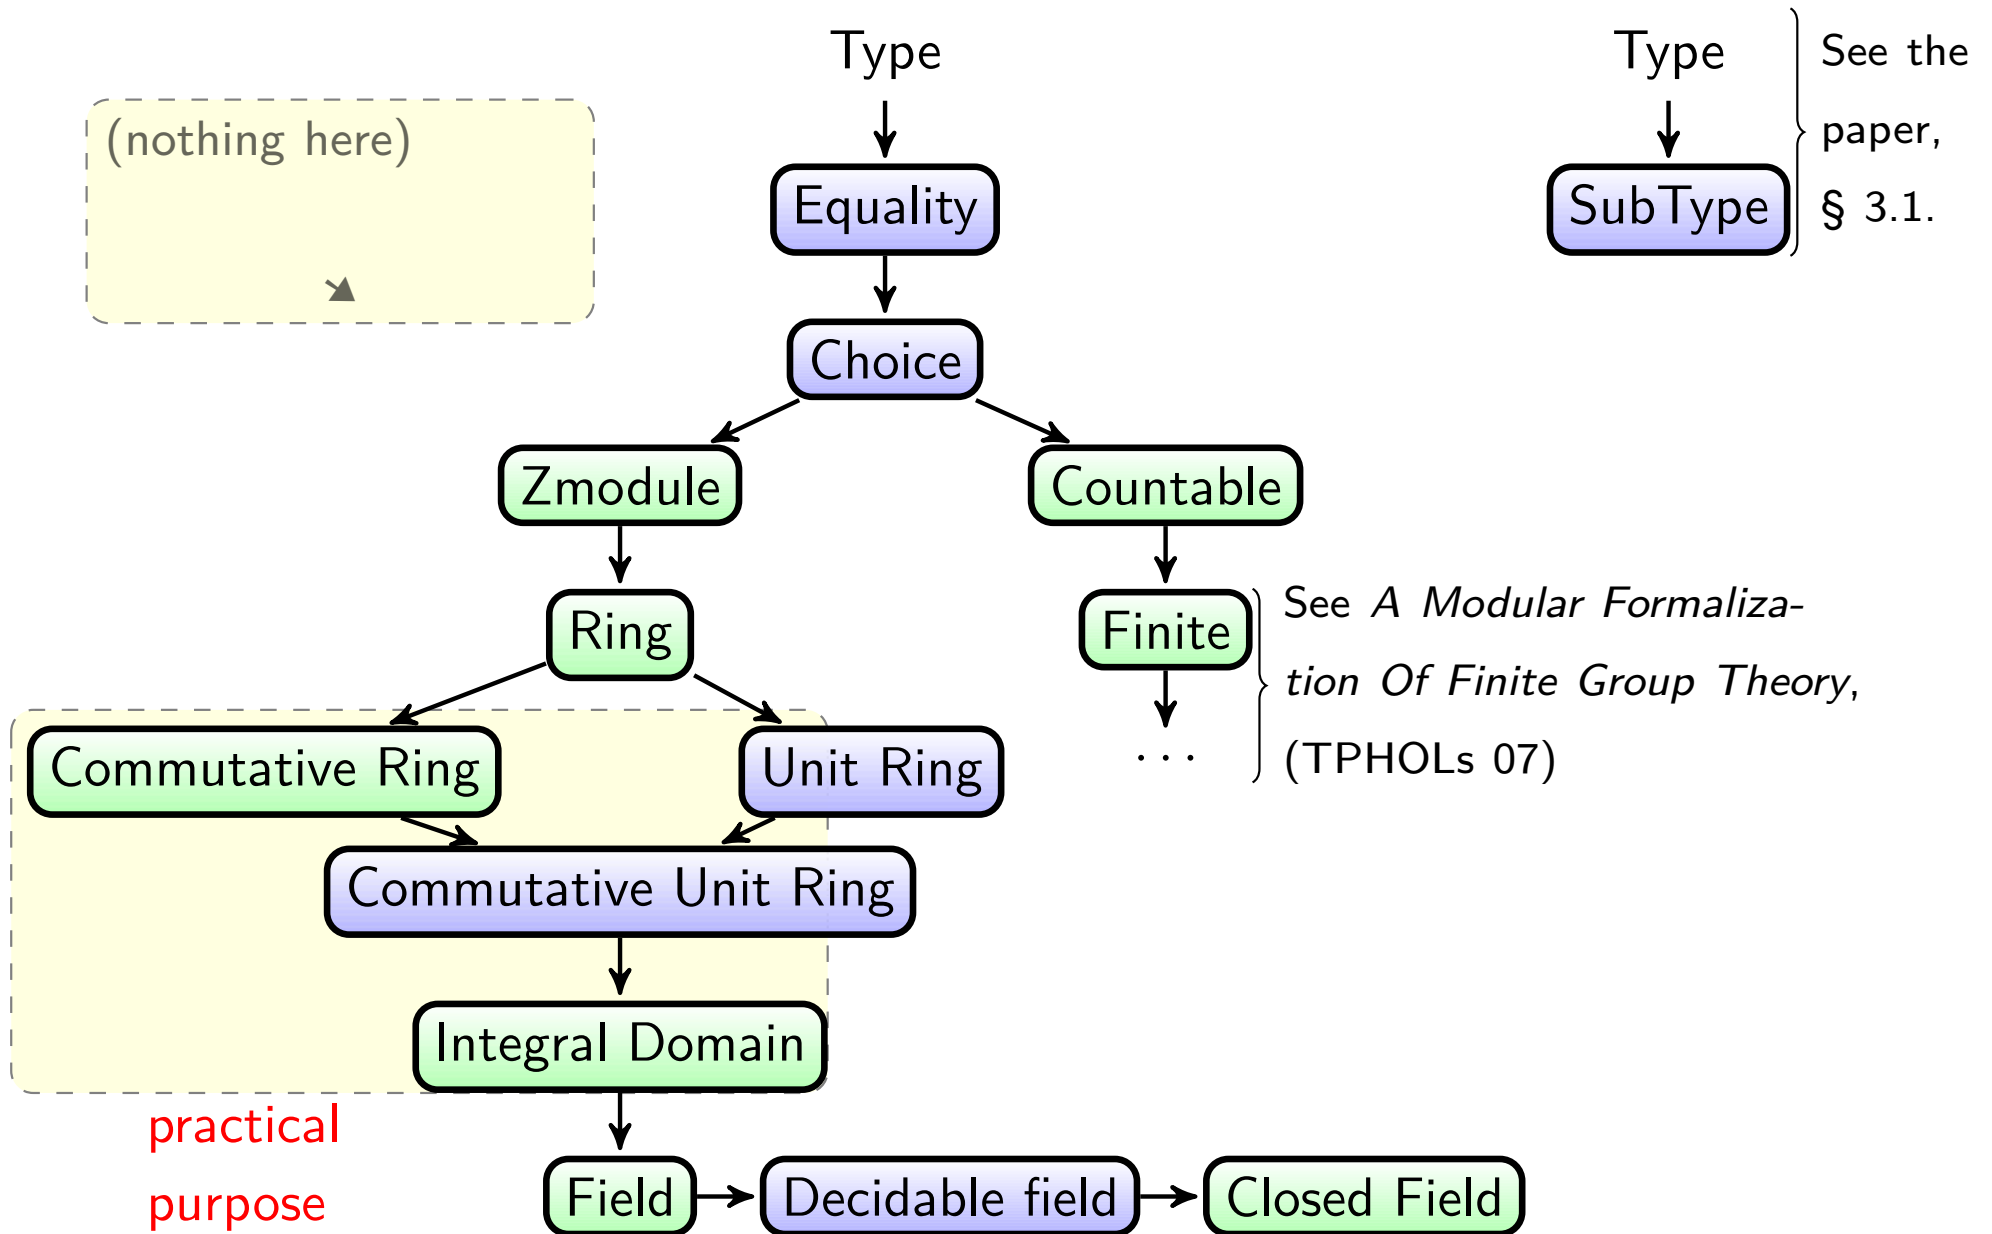 Type
Type
See the
(nothing here)
paper,
Equality
SubType
§ 3.1.
Choice
Zmodule
Countable
Ring
Finite
See A Modular Formaliza-
tion Of Finite Group Theory,
Commutative Ring
Unit Ring
. . .
(TPHOLs 07)
Commutative Unit Ring
Integral Domain
practical
purpose
Field
Decidable field
Closed Field